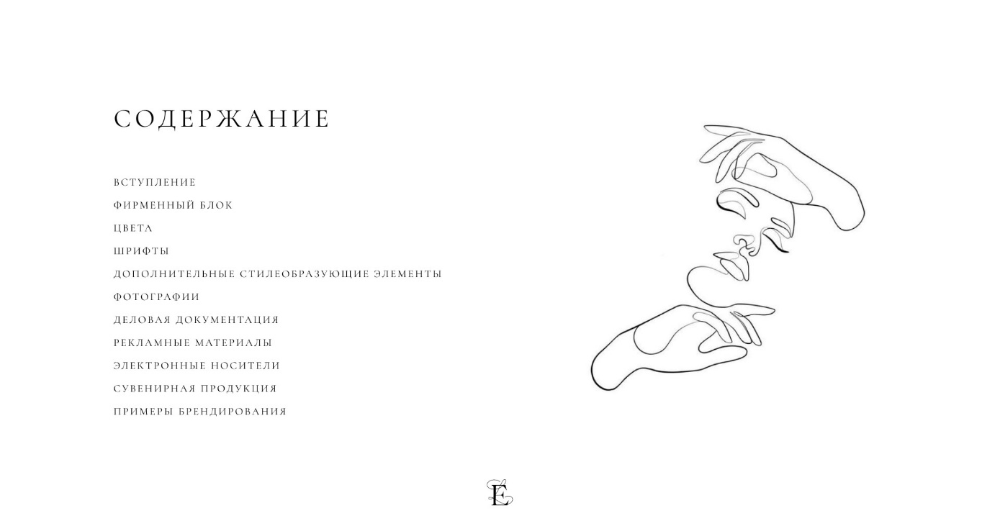 СОДЕРЖАНИЕ
ВСТУПЛЕНИЕ
ФИРМЕННЫЙ БЛОК
ЦВЕТА
ШРИФТЫ
ДОПОЛНИТЕЛЬНЫЕ СТИЛЕОБРАЗУЮЩИЕ ЭЛЕМЕНТЫ
ФОТОГРАФИИ
ДЕЛОВАЯ ДОКУМЕНТАЦИЯ
РЕКЛАМНЫЕ МАТЕРИАЛЫ
ЭЛЕКТРОННЫЕ НОСИТЕЛИ
СУВЕНИРНАЯ ПРОДУКЦИЯ
ПРИМЕРЫ БРЕНДИРОВАНИЯ
E